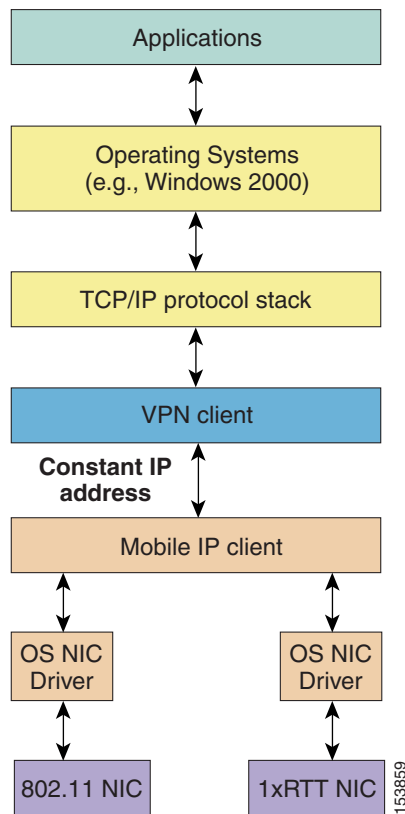 Applications
Operating Systems
(e.g., Windows 2000)
TCP/IP protocol stack
VPN client
Constant IP
address
Mobile IP client
OS NIC
Driver
OS NIC
Driver
802.11 NIC
1xRTT NIC
153859